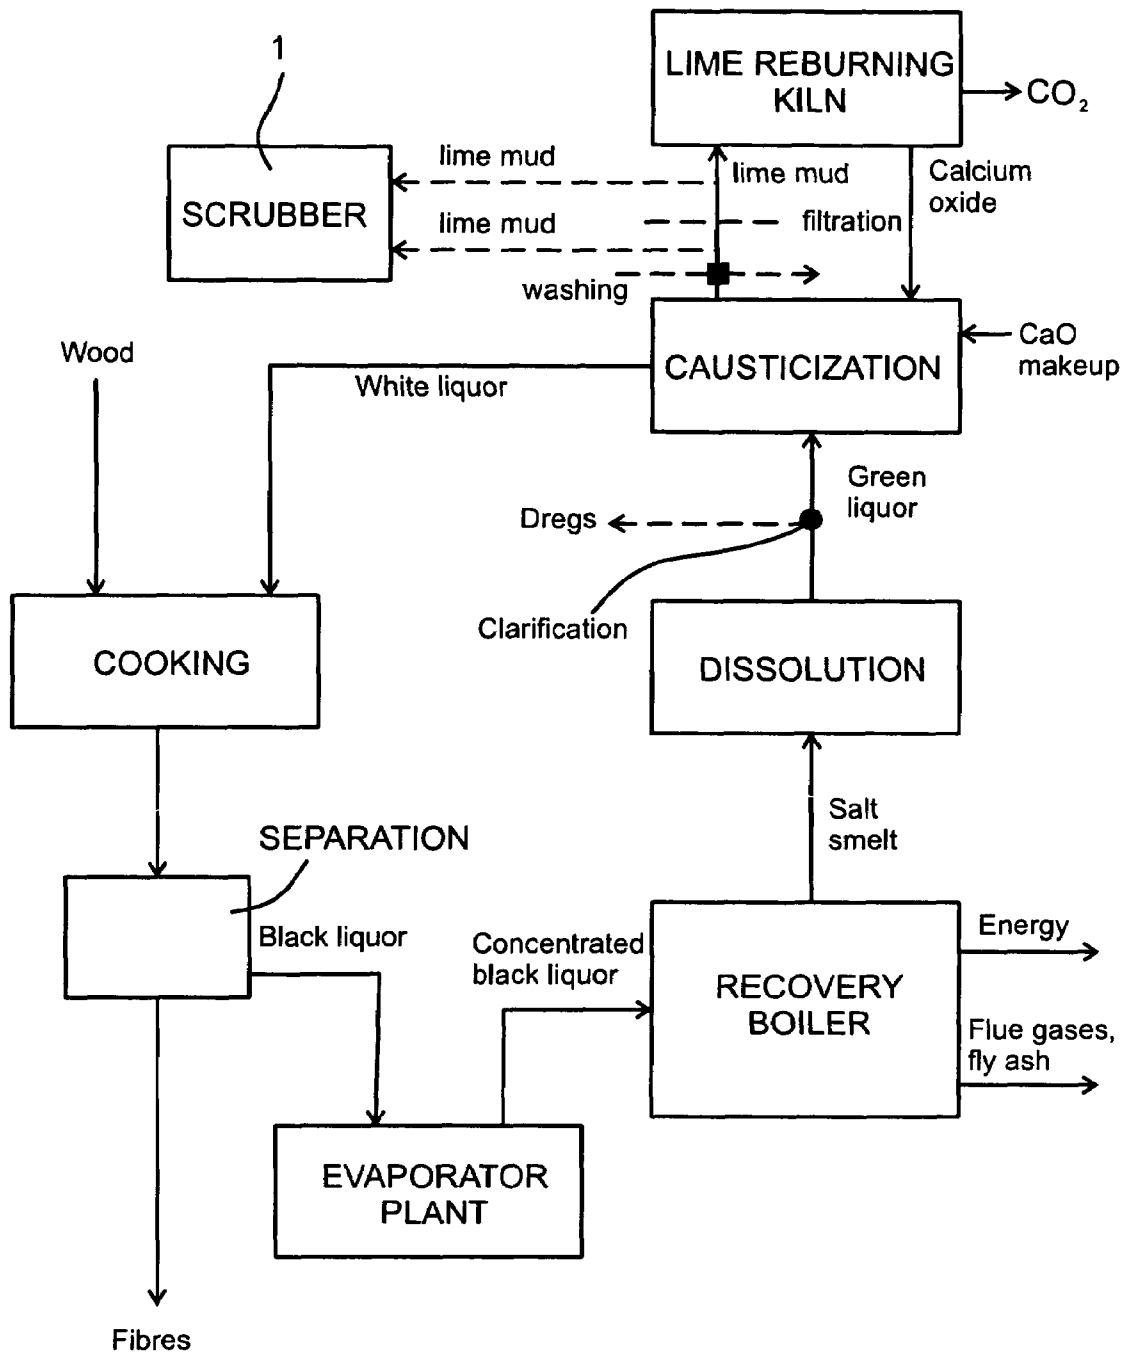 1
LIME REBURNING
KILN
CO₂
lime mud
lime mud
Calcium
oxide
SCRUBBER
lime mud
filtration
washing
Wood
CaO
makeup
CAUSTICIZATION
White liquor
Green
liquor
Dregs
Clarification
COOKING
DISSOLUTION
Salt
smelt
SEPARATION
Black liquor
Concentrated
black liquor
Energy
RECOVERY
BOILER
Flue gases,
fly ash
EVAPORATOR
PLANT
Fibres